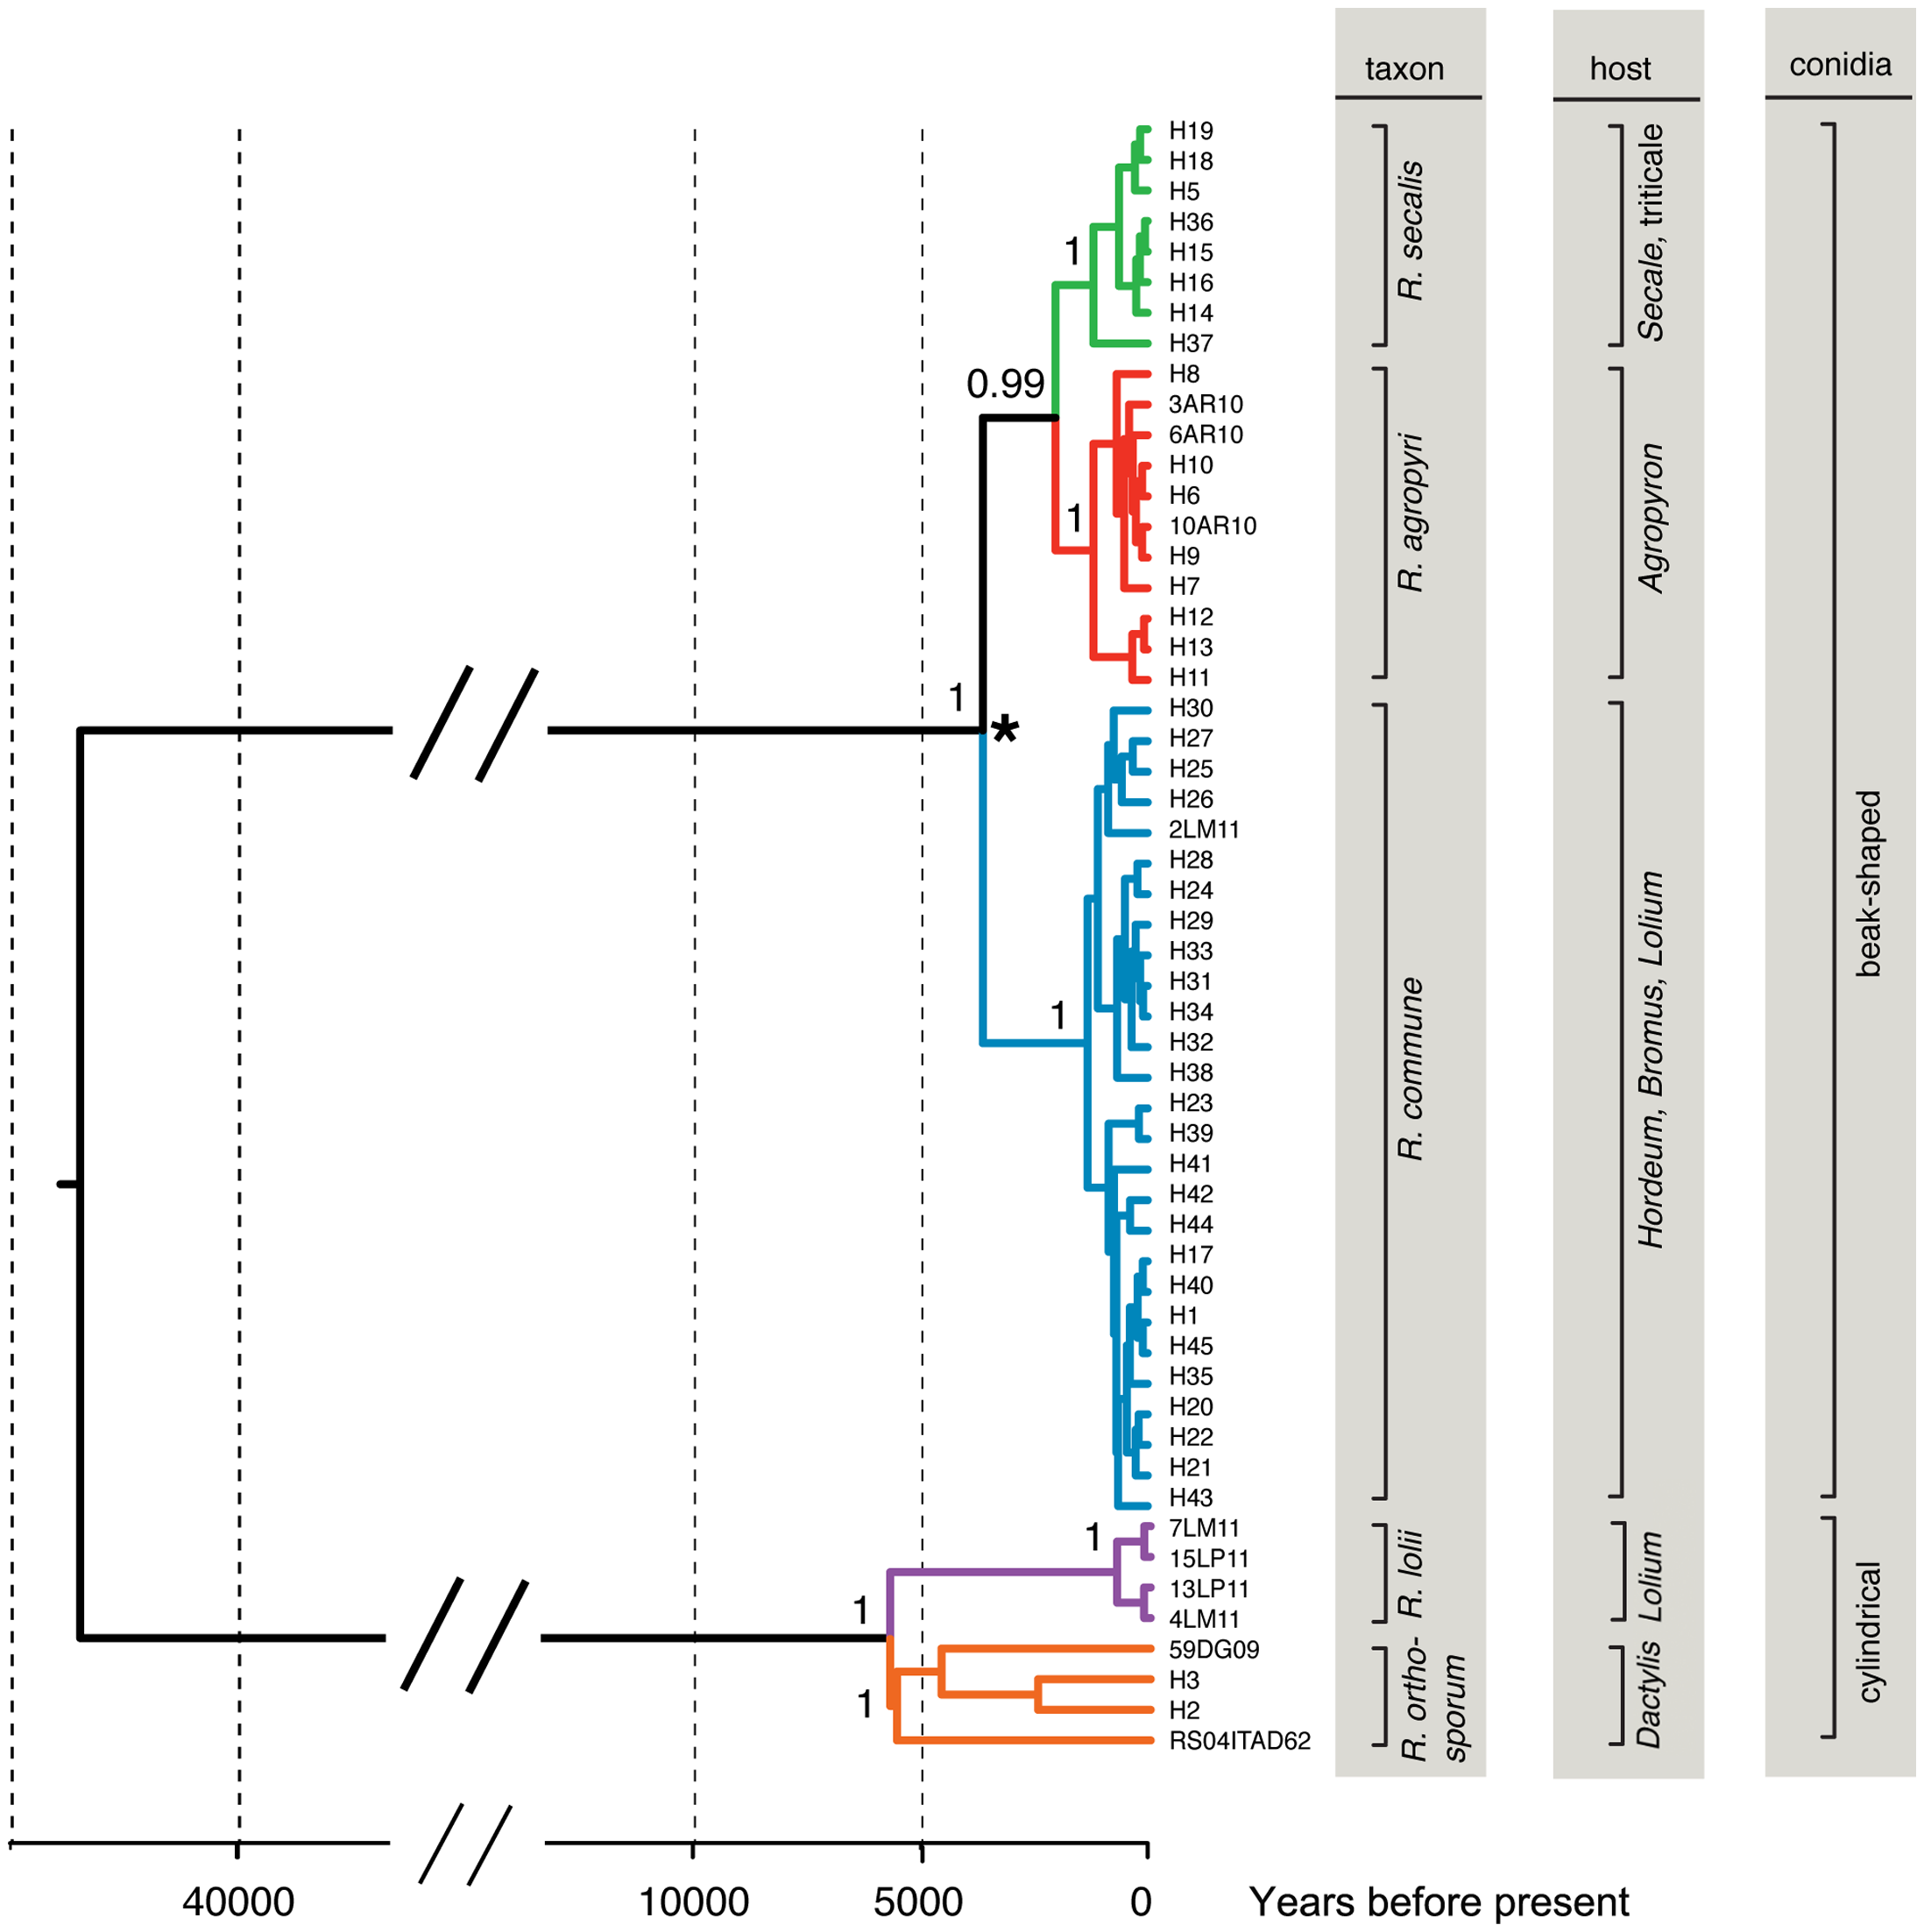 taxon
host
conidia
H19
H18
H5
H36
H15
H16
H14
H37
H8
3AR10
6AR10
H10
H6
10AR10
H9
H7
H12
H13
H11
H30
H27
H25
H26
2LM11
H28
H24
H29
H33
H31
H34
H32
H38
H23
H39
H41
H42
H44
H17
H40
H1
H45
H35
H20
H22
H21
H43
7LM11
15LP11
13LP11
4LM11
59DG09
H3
H2
RS04ITAD62
1
0.99
1
1
*
1
1
1
1
R. secalis
R. agropyri
R. commune
R. lolii
R. ortho-
sporum
Secale, triticale
Agropyron
Hordeum, Bromus, Lolium
Lolium
Dactylis
beak-shaped
cylindrical
40000
10000
5000
0
Years before present